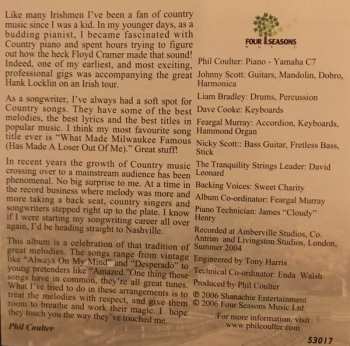 Like many Irishmen I've been a fan of country
music since I was a kid. In my younger days, as a
budding pianist, I became fascinated with
Country piano and spent hours trying to figure
out how the heck Floyd Cramer made that sound!
Indeed, one of my earliest, and most exciting,
professional gigs was accompanying the great
Hank Locklin on an Irish tour.
As a songwriter, I've always had a soft spot for
Country songs. They have some of the best
melodies, the best lyrics and the best titles in
popular music. I think my most favourite song
title ever is "What Made Milwaukee Famous
(Has Made A Loser Out Of Me)." Great stuff!
In recent years the growth of Country music
crossing over to a mainstream audience has been
phenomenal. No big surprise to me. At a time in
the record business where melody was more and
more taking a back seat, country singers and
songwriters stepped right up to the plate. I know
if I were starting my songwriting career all over
again, I'd be heading straight to Nashville.
This album is a celebration of that tradition of
great melodies. The songs range from vintage
like "Always On My Mind" and "Desperado" to
young pretenders like "Amazed." One thing these
songs have in common, they're all great tunes.
What I've tried to do in these arrangements is to
treat the melodies with respect, and give them
room to breathe and work their magic. I hope
they touch you the way they've touched me.
Phil Coulter
FOUR SEASONS
Phil Coulter: Piano - Yamaha C7
Johnny Scott: Guitars, Mandolin, Dobro,
Harmonica
Liam Bradley: Drums, Percussion
Dave Cooke: Keyboards
Feargal Murray: Accordion, Keyboards,
Hammond Organ
Nicky Scott:: Bass Guitar, Fretless Bass,
Stick
The Tranquility Strings Leader: David
Leonard
Backing Voices: Sweet Charity
Album Co-ordinator: Feargal Murray
Piano Technician: James "Cloudy"
Henry
Recorded at Amberville Studios, Co.
Antrim and Livingston Studios, London,
Summer 2004
Engineered by Tony Harris
Technical Co-ordinator: Enda Walsh
Produced by Phil Coulter
℗ 2006 Shanachie Entertainment
© 2006 Four Seasons Music Ltd
For more information, visit
www.philcoulter.com
53017